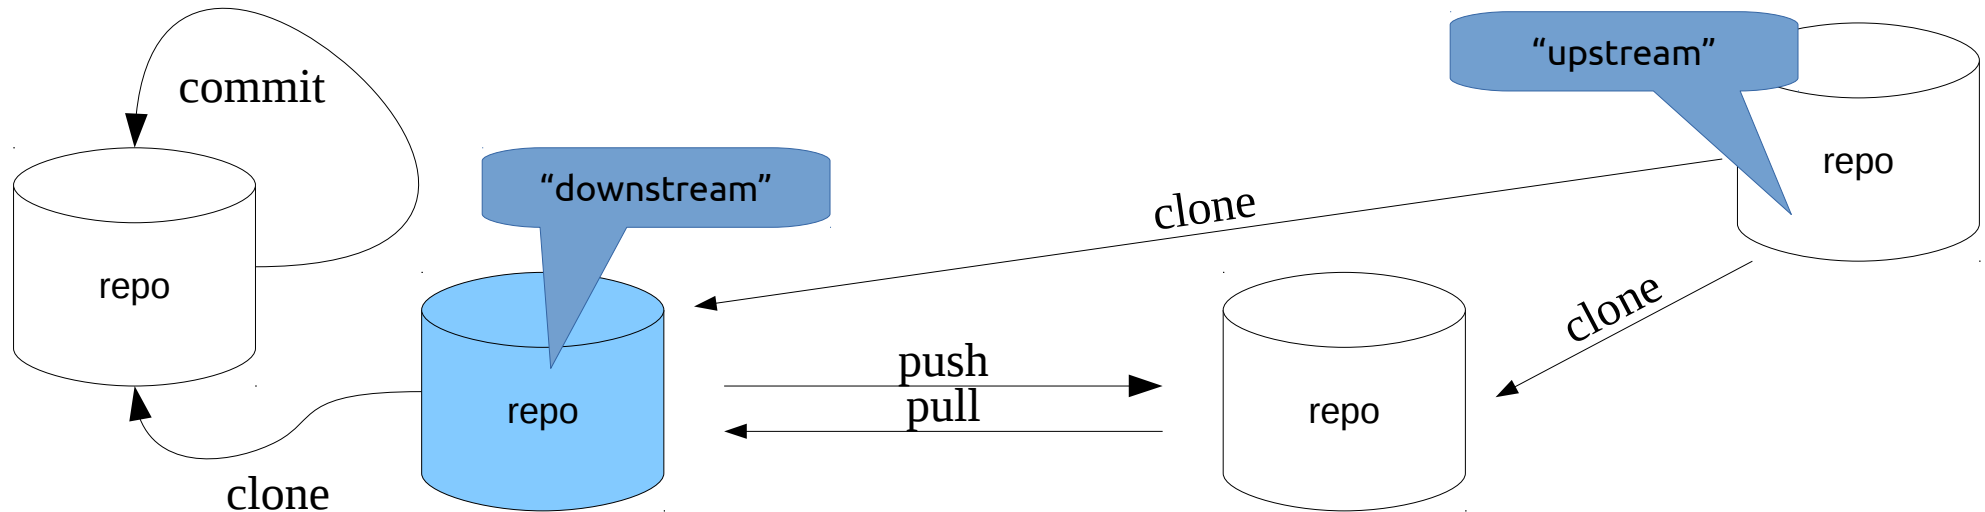 commit
“upstream”
“downstream”
repo
clone
repo
clone
push
pull
repo
repo
clone